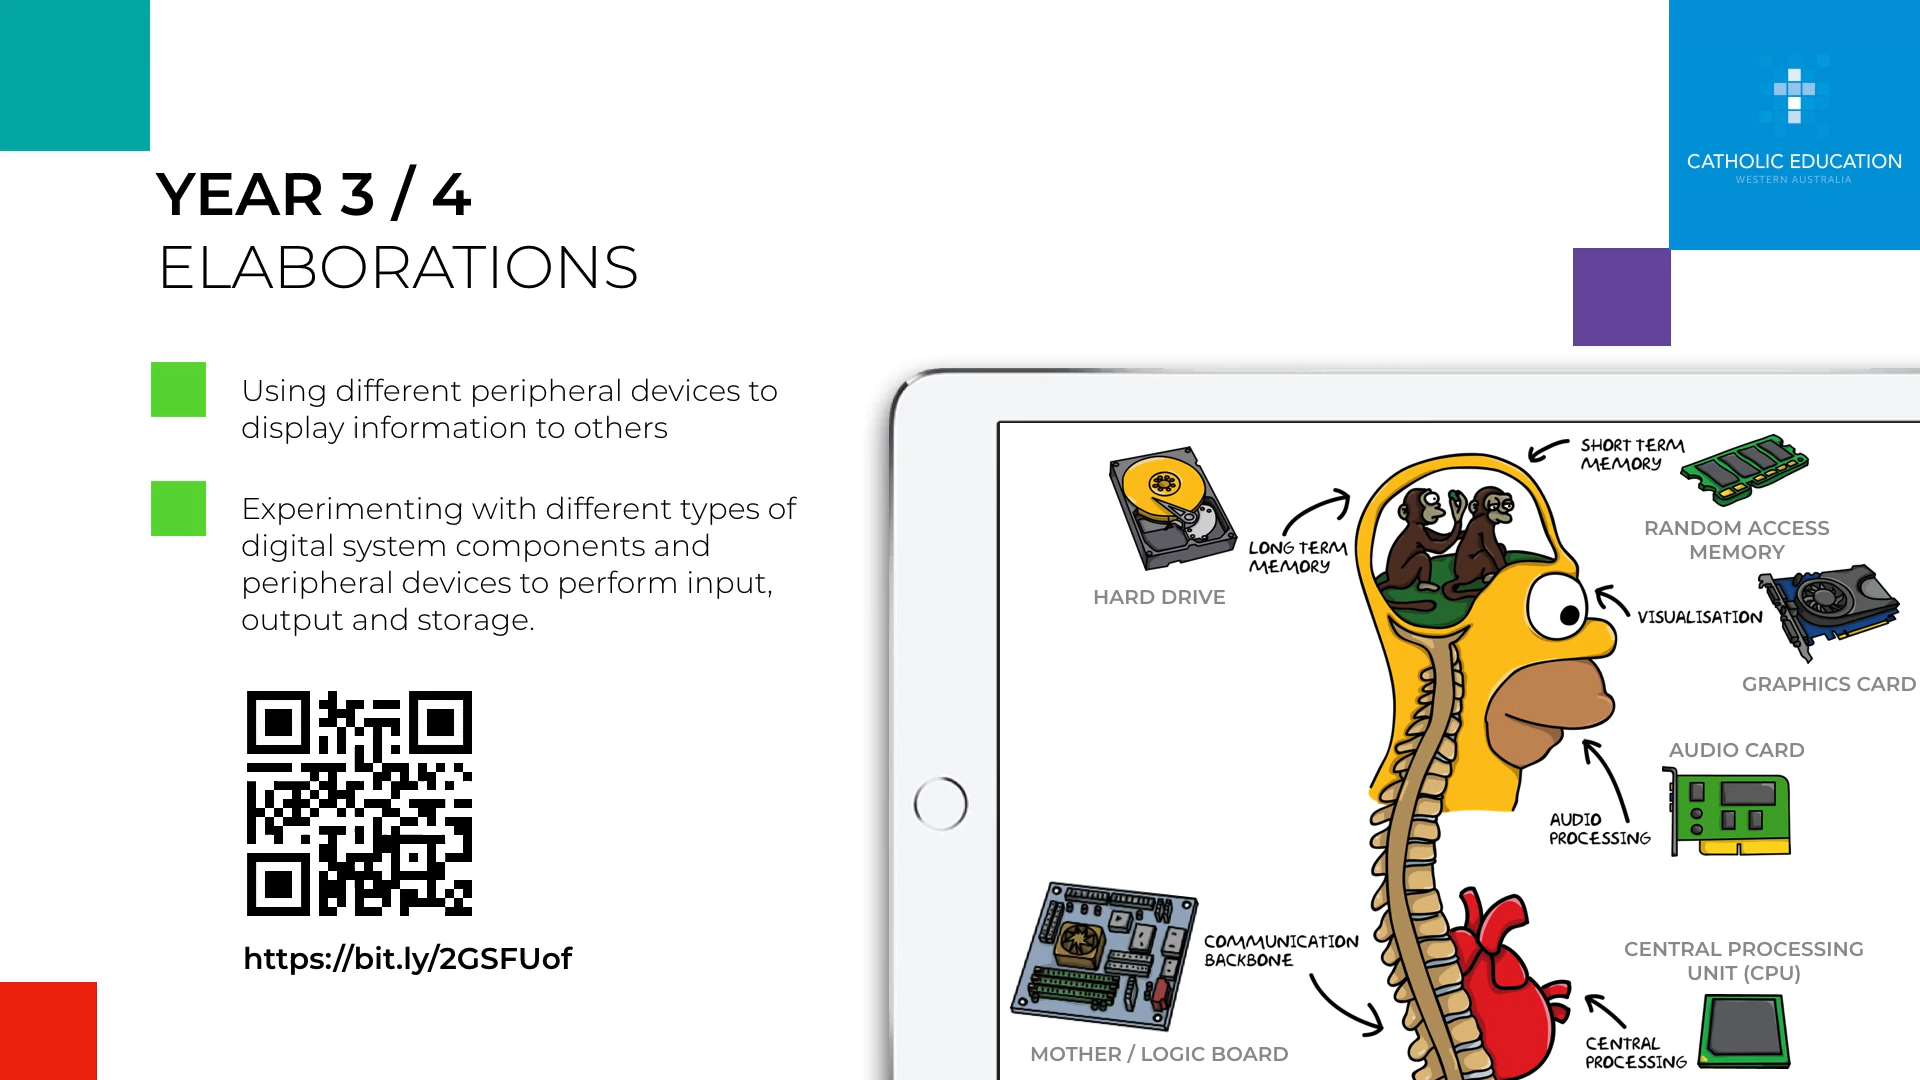 CATHOLIC EDUCATION
WESTERN AUSTRALIA
YEAR 3 / 4
ELABORATIONS
Using different peripheral devices to
display information to others
Experimenting with different types of
digital system components and
peripheral devices to perform input,
output and storage.
https://bit.ly/2GSFUof
SHORT TERM
MEMORY
RANDOM ACCESS
MEMORY
LONG TERM
MEMORY
HARD DRIVE
VISUALISATION
GRAPHICS CARD
AUDIO CARD
AUDIO
PROCESSING
COMMUNICATION
BACKBONE
MOTHER / LOGIC BOARD
CENTRAL PROCESSING
UNIT (CPU)
CENTRAL
PROCESSING